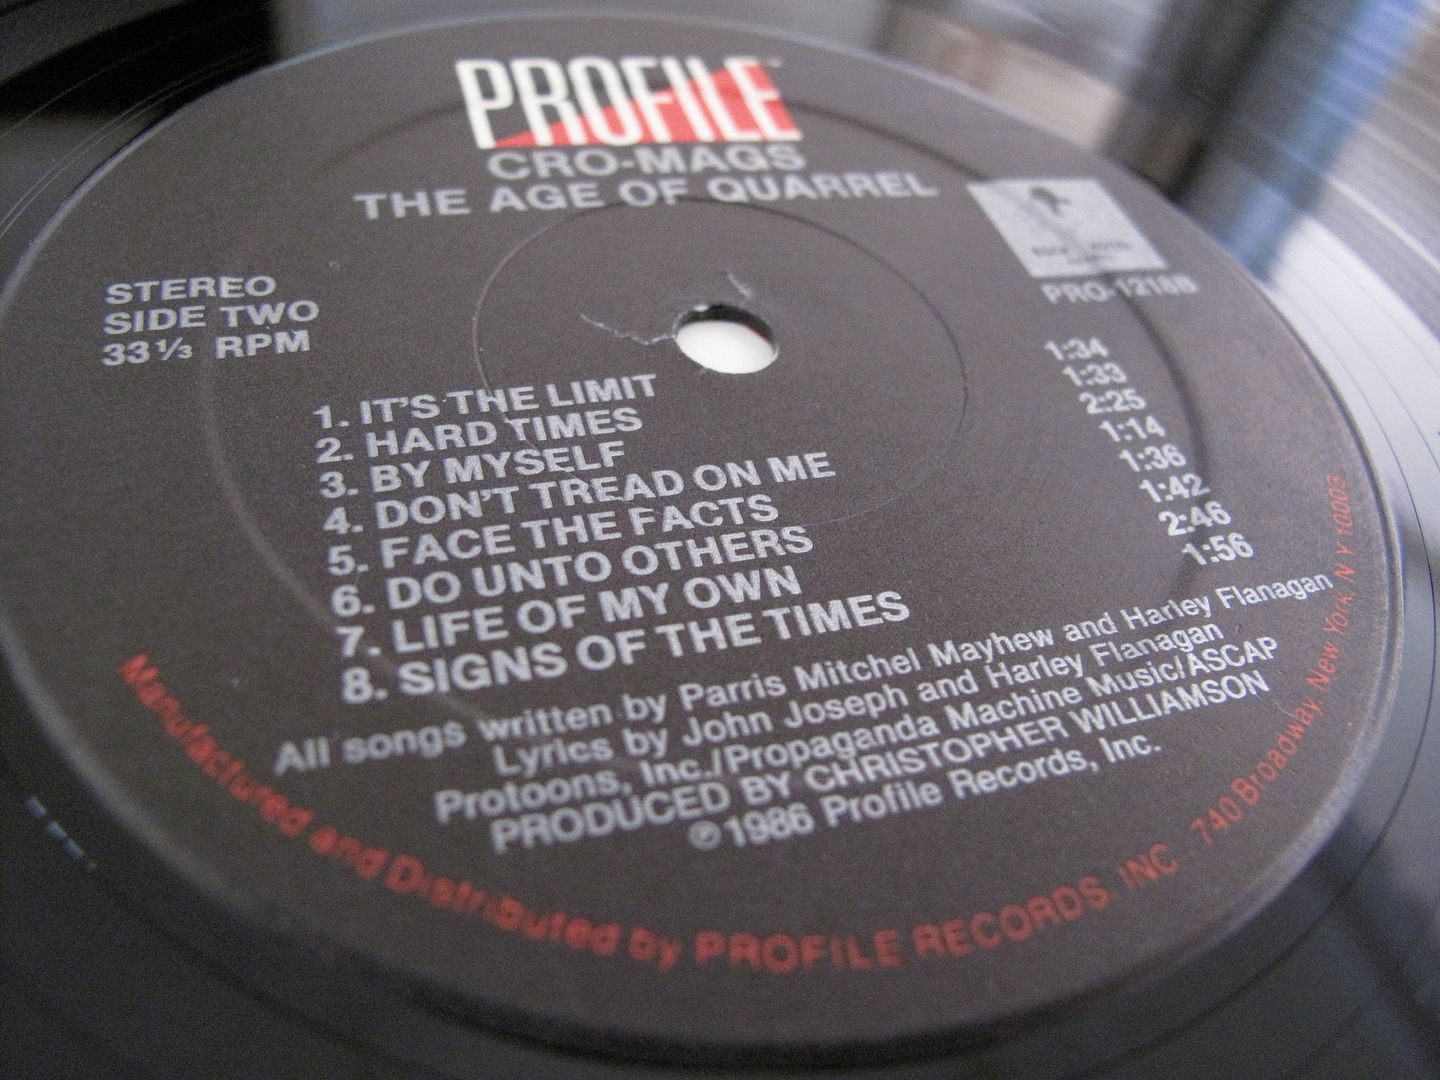 PROFILE™
CRO-MAGS
THE AGE OF QUARREL
STEREO
SIDE TWO
33⅓ RPM
PRO-1218B
1. IT'S THE LIMIT 1:34
2. HARD TIMES 1:33
3. BY MYSELF 2:25
4. DON'T TREAD ON ME 1:14
5. FACE THE FACTS 1:36
6. DO UNTO OTHERS 1:42
7. LIFE OF MY OWN 2:46
8. SIGNS OF THE TIMES 1:56
All songs written by Parris Mitchel Mayhew and Harley Flanagan
Lyrics by John Joseph and Harley Flanagan
Protoons, Inc./Propaganda Machine Music/ASCAP
PRODUCED BY CHRISTOPHER WILLIAMSON
℗1986 Profile Records, Inc.
Manufactured and Distributed by PROFILE RECORDS, INC. 740 Broadway, New York, N Y 10003